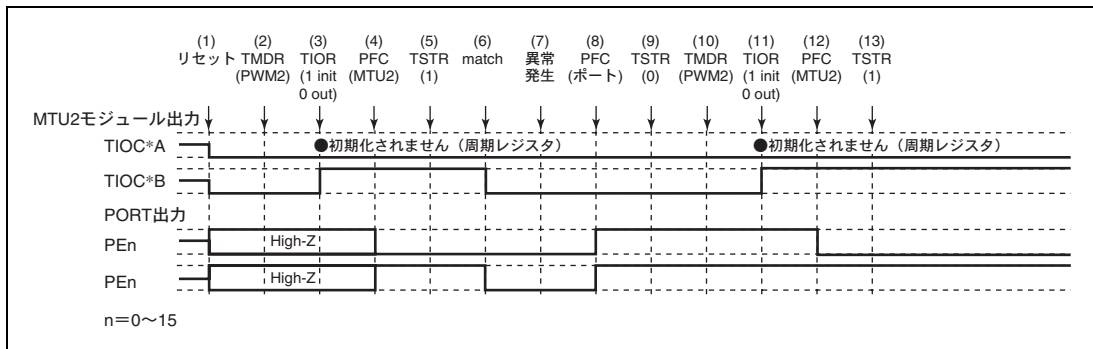 (1) (2) (3) (4) (5) (6) (7) (8) (9) (10) (11) (12) (13)
リセット TMDR TIOR PFC TSTR match 異常 PFC TSTR TMDR TIOR PFC TSTR
(PWM2) (1 init (MTU2) (1) 発生 (ポート) (0) (PWM2) (1 init (MTU2) (1)
0 out) 0 out)
MTU2モジュール出力
TIOC*A ●初期化されません（周期レジスタ） ●初期化されません（周期レジスタ）
TIOC*B
PORT出力
PEn High-Z
PEn High-Z
n＝0〜15